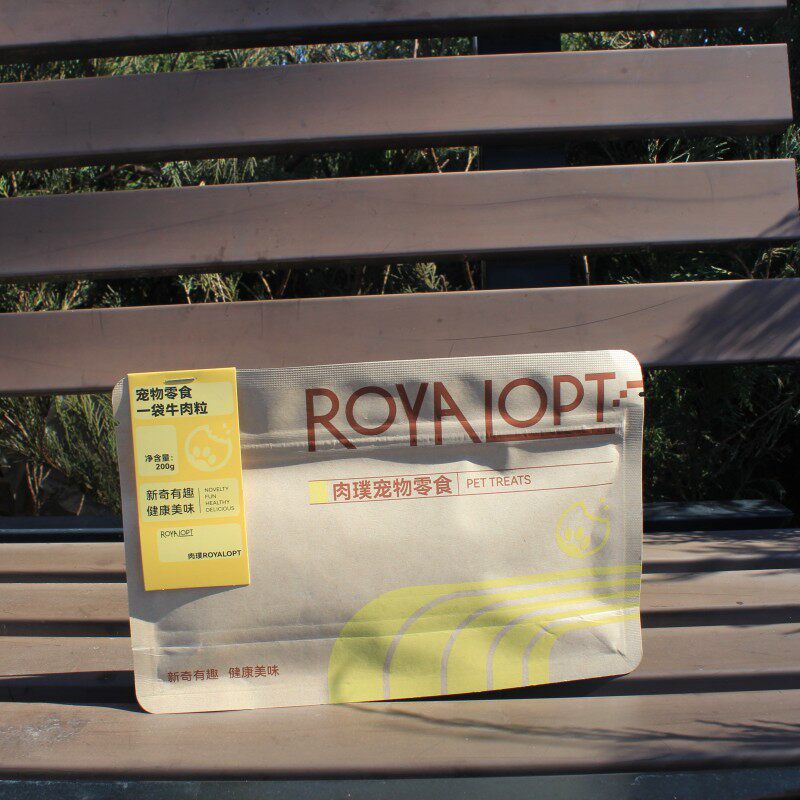 宠物零食
一袋牛肉粒
净含量:
200g
新奇有趣
健康美味
NOVELTY
FUN
HEALTHY
DELICIOUS
ROYALOPT
肉璞ROYALOPT
ROYALOPT
肉璞宠物零食
PET TREATS
新奇有趣 健康美味